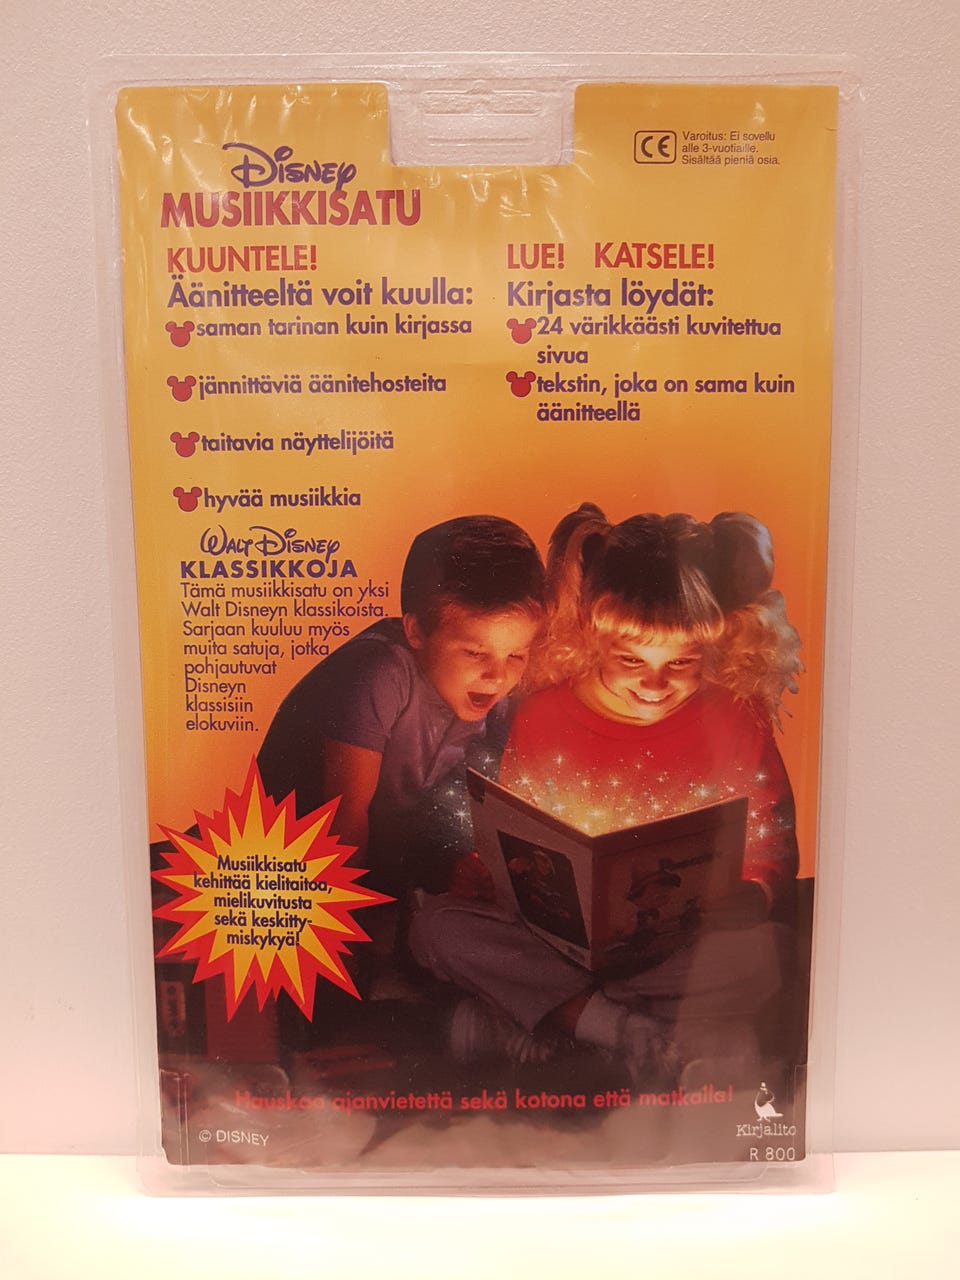 CE
Varoitus: Ei sovellu
alle 3-vuotiaille.
Sisältää pieniä osia.
Disney
MUSIIKKISATU
KUUNTELE!
Äänitteeltä voit kuulla:
saman tarinan kuin kirjassa
jännittäviä äänitehosteita
taitavia näyttelijöitä
hyvää musiikkia
LUE! KATSELE!
Kirjasta löydät:
24 värikkäästi kuvitettua
sivua
tekstin, joka on sama kuin
äänitteellä
WALT DISNEY
KLASSIKKOJA
Tämä musiikkisatu on yksi
Walt Disneyn klassikoista.
Sarjaan kuuluu myös
muita satuja, jotka
pohjautuvat
Disneyn
klassisiin
elokuviin.
Musiikkisatu
kehittää kielitaitoa,
mielikuvitusta
sekä keskitty-
miskykyä!
Hauskaa ajanvietettä sekä kotona että matkalla!
© DISNEY
Kirjalito
R 800